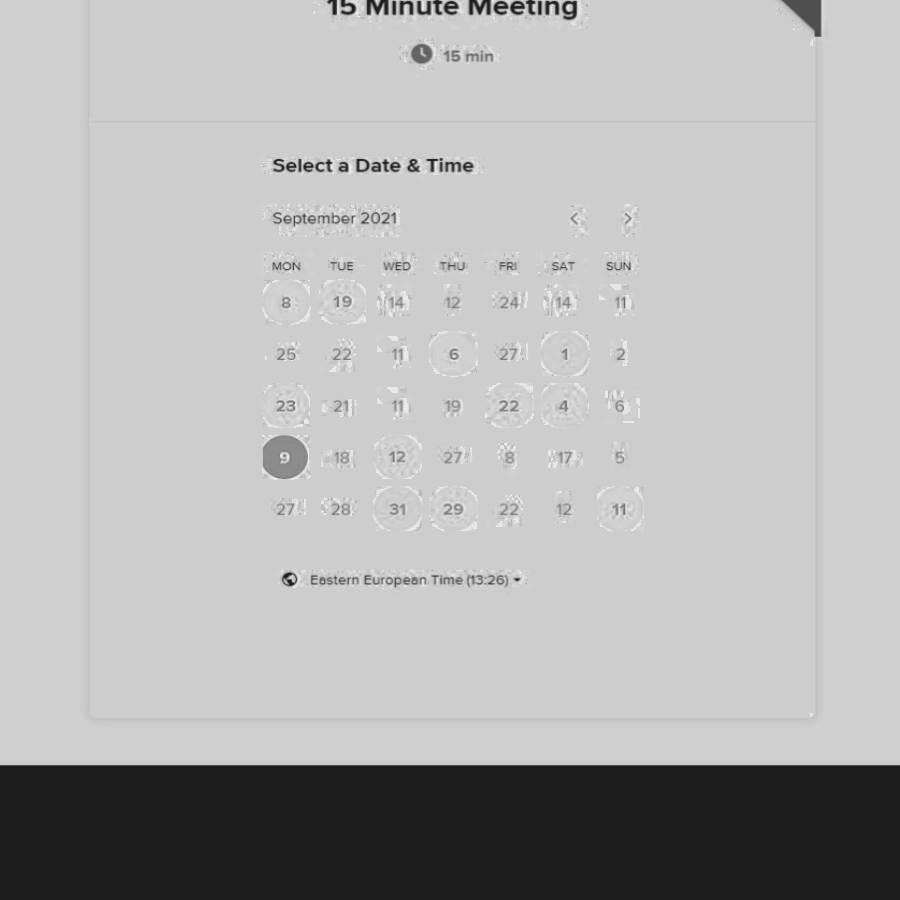 15 Minute Meeting
15 min
Select a Date & Time
September 2021
MON TUE WED THU FRI SAT SUN
8 19 14 12 24 14 11
25 22 11 6 27 1 2
23 21 11 19 22 4 6
9 18 12 27 8 17 5
27 28 31 29 22 12 11
Eastern European Time (13:26)